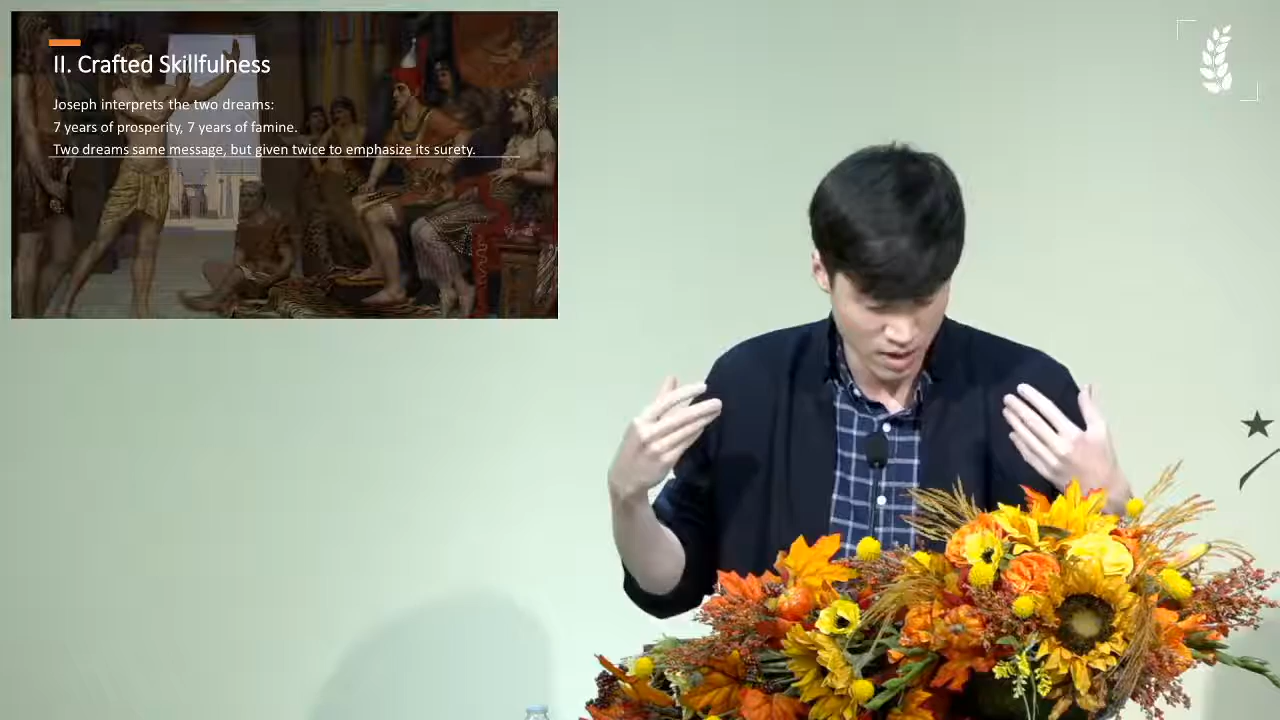 II. Crafted Skillfulness
Joseph interprets the two dreams:
7 years of prosperity, 7 years of famine.
Two dreams same message, but given twice to emphasize its surety.